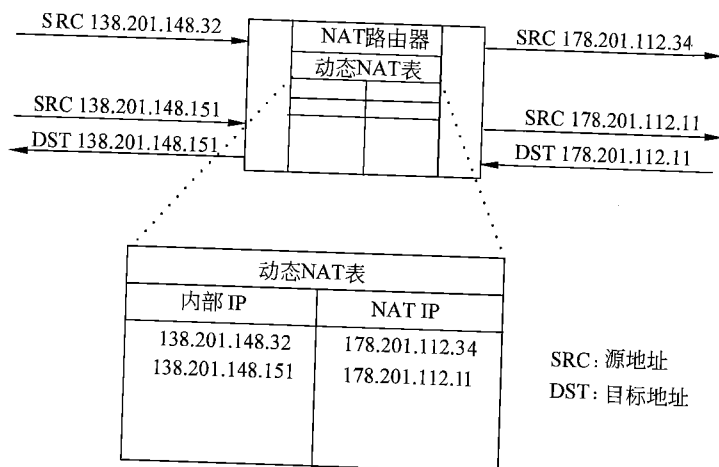 SRC 138.201.148.32
NAT路由器
SRC 178.201.112.34
动态NAT表
SRC 138.201.148.151
SRC 178.201.112.11
DST 138.201.148.151
DST 178.201.112.11
动态NAT表
内部 IP
NAT IP
138.201.148.32
178.201.112.34
138.201.148.151
178.201.112.11
SRC: 源地址
DST: 目标地址